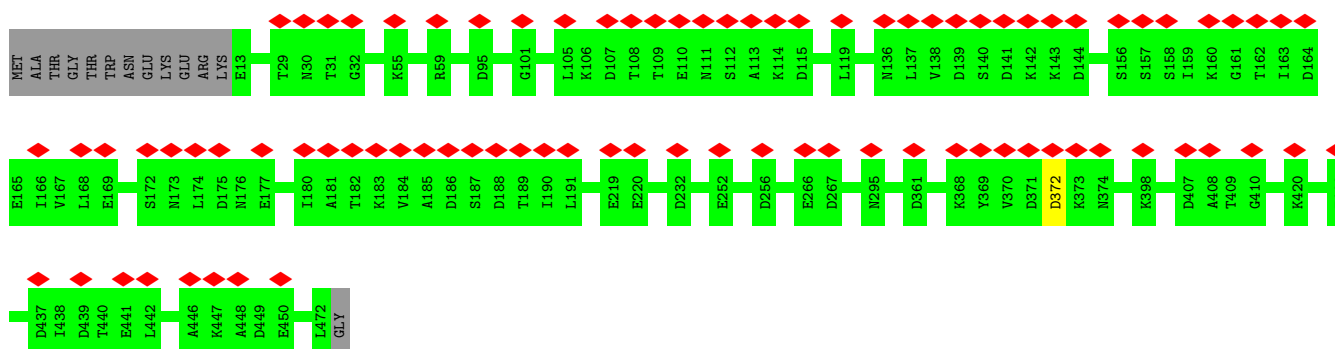 MET ALA THR GLY THR TRP ASN GLU LYS GLU ARG LYS E13 T29 N30 T31 G32 K55 R59 D95 G101 L105 K106 D107 T108 T109 E110 N111 S112 A113 K114 D115 L119 N136 L137 V138 D139 S140 D141 K142 K143 D144 S156 S157 S158 I159 K160 G161 T162 I163 D164
E165 I166 V167 L168 E169 S172 N173 L174 D175 N176 E177 I180 A181 T182 K183 V184 A185 D186 S187 D188 T189 I190 L191 E219 E220 D232 E252 D256 E266 D267 N295 D361 K368 Y369 V370 D371 D372 K373 N374 K398 D407 A408 T409 G410 K420
D437 I438 D439 T440 E441 L442 A446 K447 A448 D449 E450 L472 GLY